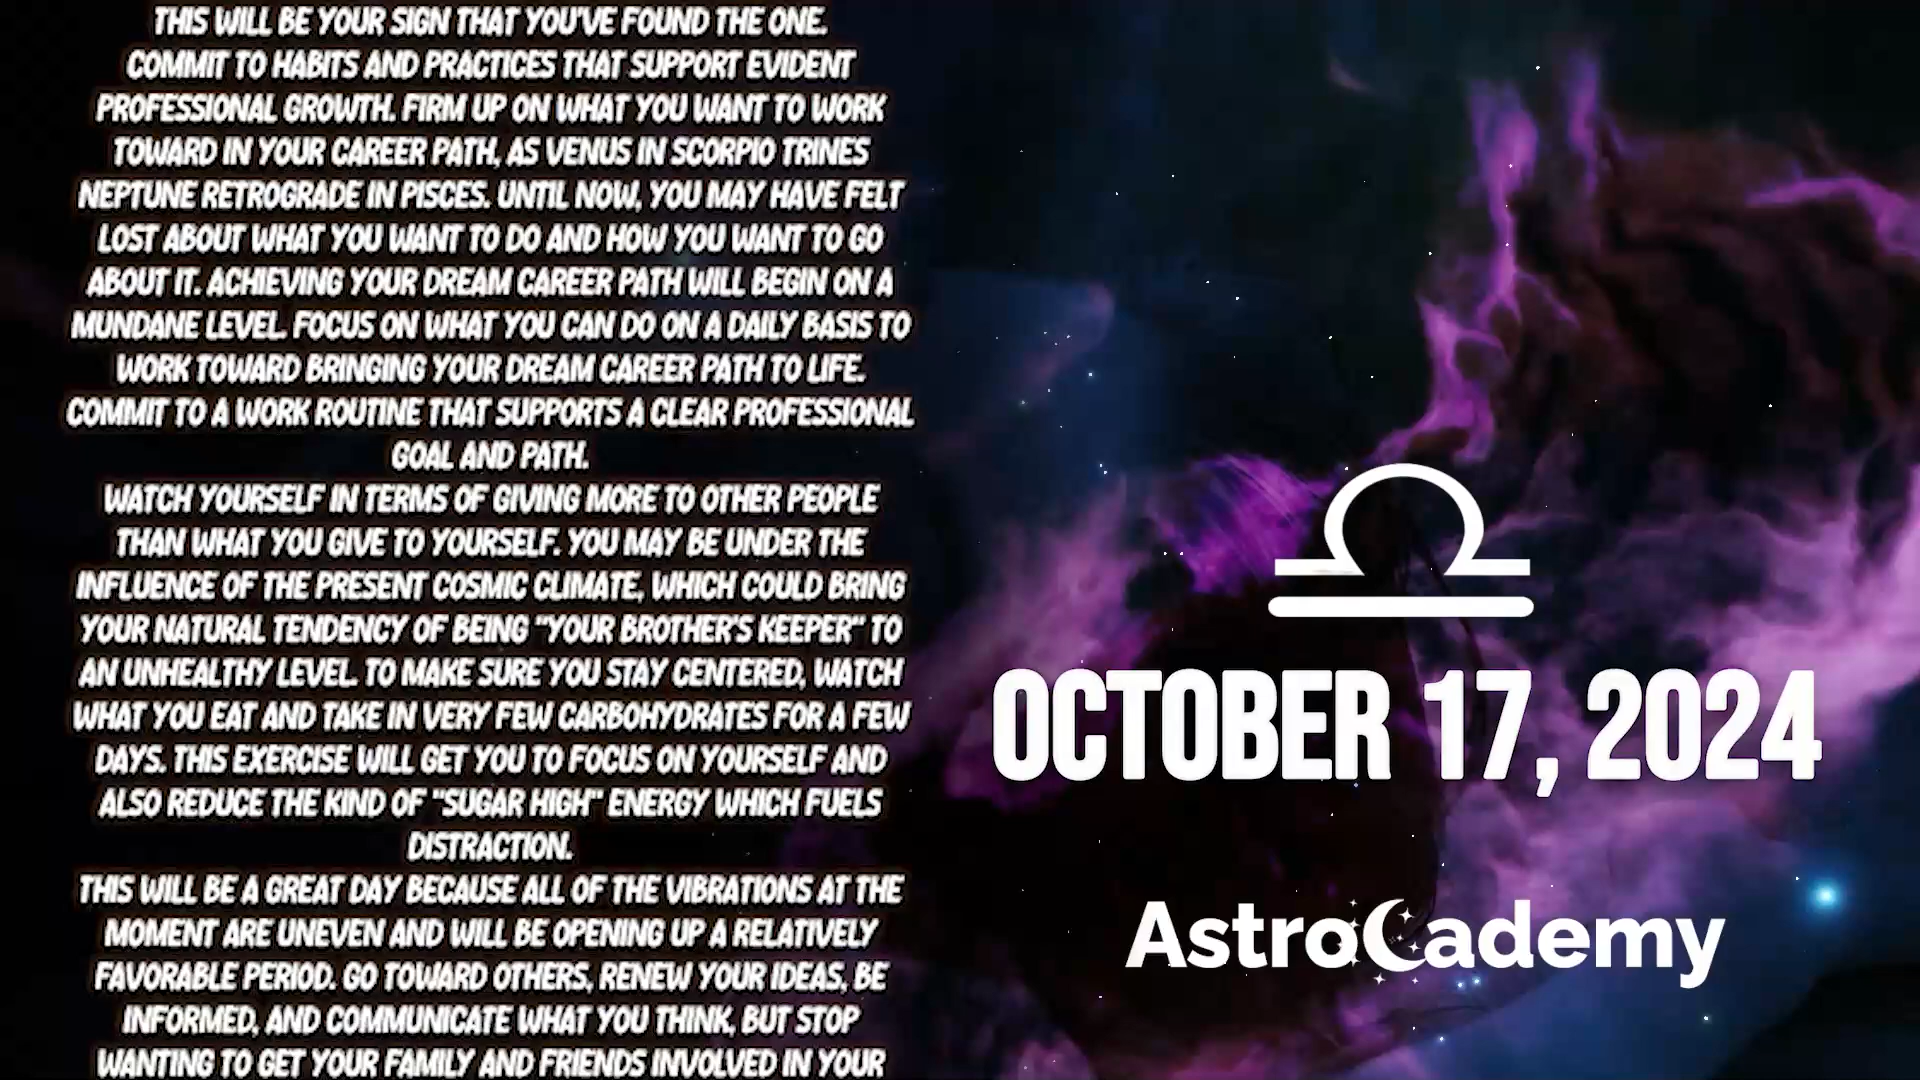 THIS WILL BE YOUR SIGN THAT YOU'VE FOUND THE ONE.
COMMIT TO HABITS AND PRACTICES THAT SUPPORT EVIDENT
PROFESSIONAL GROWTH. FIRM UP ON WHAT YOU WANT TO WORK
TOWARD IN YOUR CAREER PATH, AS VENUS IN SCORPIO TRINES
NEPTUNE RETROGRADE IN PISCES. UNTIL NOW, YOU MAY HAVE FELT
LOST ABOUT WHAT YOU WANT TO DO AND HOW YOU WANT TO GO
ABOUT IT. ACHIEVING YOUR DREAM CAREER PATH WILL BEGIN ON A
MUNDANE LEVEL. FOCUS ON WHAT YOU CAN DO ON A DAILY BASIS TO
WORK TOWARD BRINGING YOUR DREAM CAREER PATH TO LIFE.
COMMIT TO A WORK ROUTINE THAT SUPPORTS A CLEAR PROFESSIONAL
GOAL AND PATH.
WATCH YOURSELF IN TERMS OF GIVING MORE TO OTHER PEOPLE
THAN WHAT YOU GIVE TO YOURSELF. YOU MAY BE UNDER THE
INFLUENCE OF THE PRESENT COSMIC CLIMATE, WHICH COULD BRING
YOUR NATURAL TENDENCY OF BEING "YOUR BROTHER'S KEEPER" TO
AN UNHEALTHY LEVEL. TO MAKE SURE YOU STAY CENTERED, WATCH
WHAT YOU EAT AND TAKE IN VERY FEW CARBOHYDRATES FOR A FEW
DAYS. THIS EXERCISE WILL GET YOU TO FOCUS ON YOURSELF AND
ALSO REDUCE THE KIND OF "SUGAR HIGH" ENERGY WHICH FUELS
DISTRACTION.
THIS WILL BE A GREAT DAY BECAUSE ALL OF THE VIBRATIONS AT THE
MOMENT ARE UNEVEN AND WILL BE OPENING UP A RELATIVELY
FAVORABLE PERIOD. GO TOWARD OTHERS, RENEW YOUR IDEAS, BE
INFORMED, AND COMMUNICATE WHAT YOU THINK, BUT STOP
WANTING TO GET YOUR FAMILY AND FRIENDS INVOLVED IN YOUR
OCTOBER 17, 2024
AstroCademy